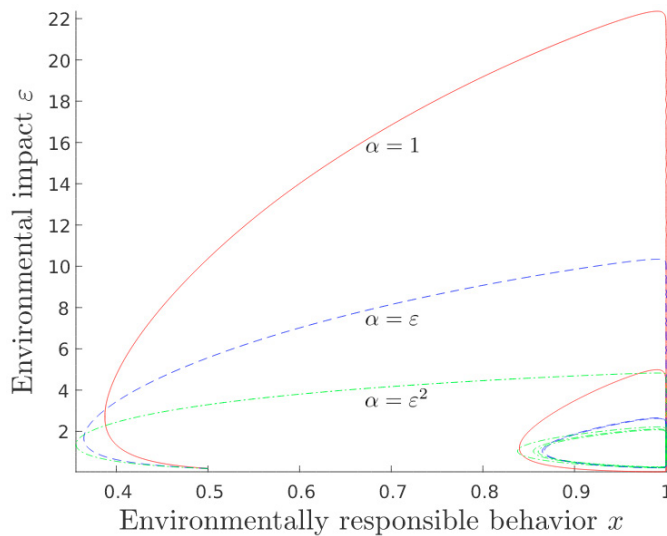 22
20
18
16
14
12
10
8
6
4
2
Environmental impact ε
α = 1
α = ε
α = ε²
0.4 0.5 0.6 0.7 0.8 0.9 1
Environmentally responsible behavior x